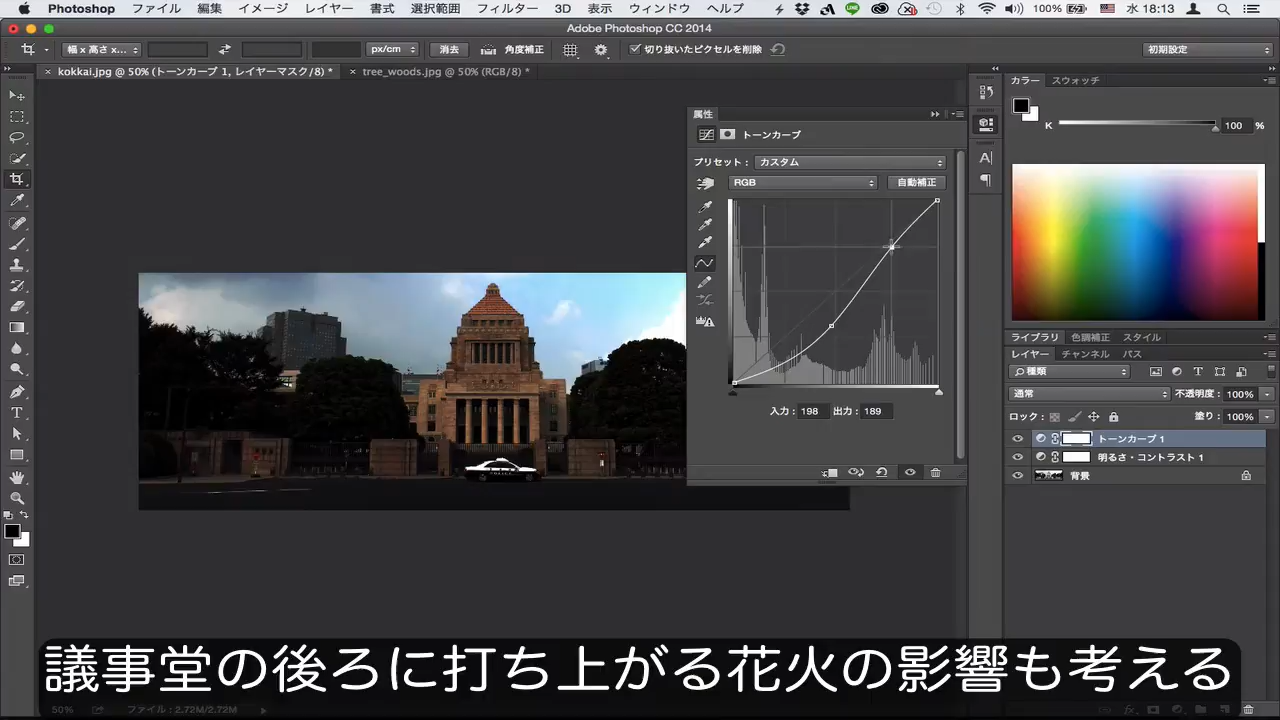 Photoshop ファイル 編集 イメージ レイヤー 書式 選択範囲 フィルター 3D 表示 ウィンドウ ヘルプ 100% 水 18:13
Adobe Photoshop CC 2014
幅 x 高さ x... px/cm 消去 角度補正 切り抜いたピクセルを削除 初期設定
kokkai.jpg @ 50% (トーンカーブ 1, レイヤーマスク/8) *
tree_woods.jpg @ 50% (RGB/8) *
属性
トーンカーブ
プリセット： カスタム
RGB 自動補正
入力： 198 出力： 189
カラー スウォッチ
K 100 %
ライブラリ 色調補正 スタイル
レイヤー チャンネル パス
種類
通常 不透明度： 100%
ロック： 塗り： 100%
トーンカーブ 1
明るさ・コントラスト 1
背景
議事堂の後ろに打ち上がる花火の影響も考える
50% ファイル：2.72M/2.72M